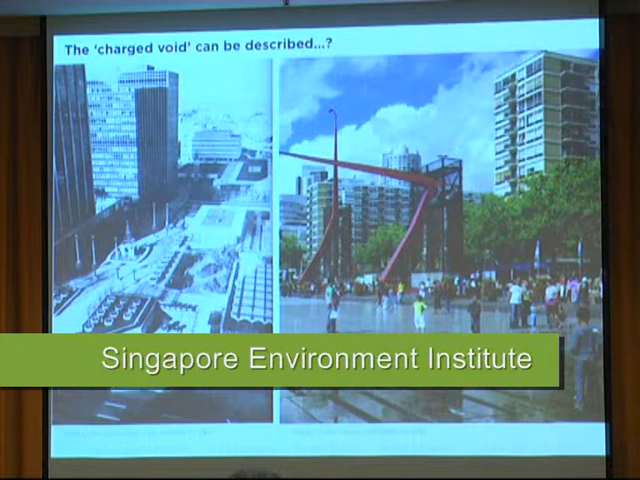 The 'charged void' can be described...?
Singapore Environment Institute